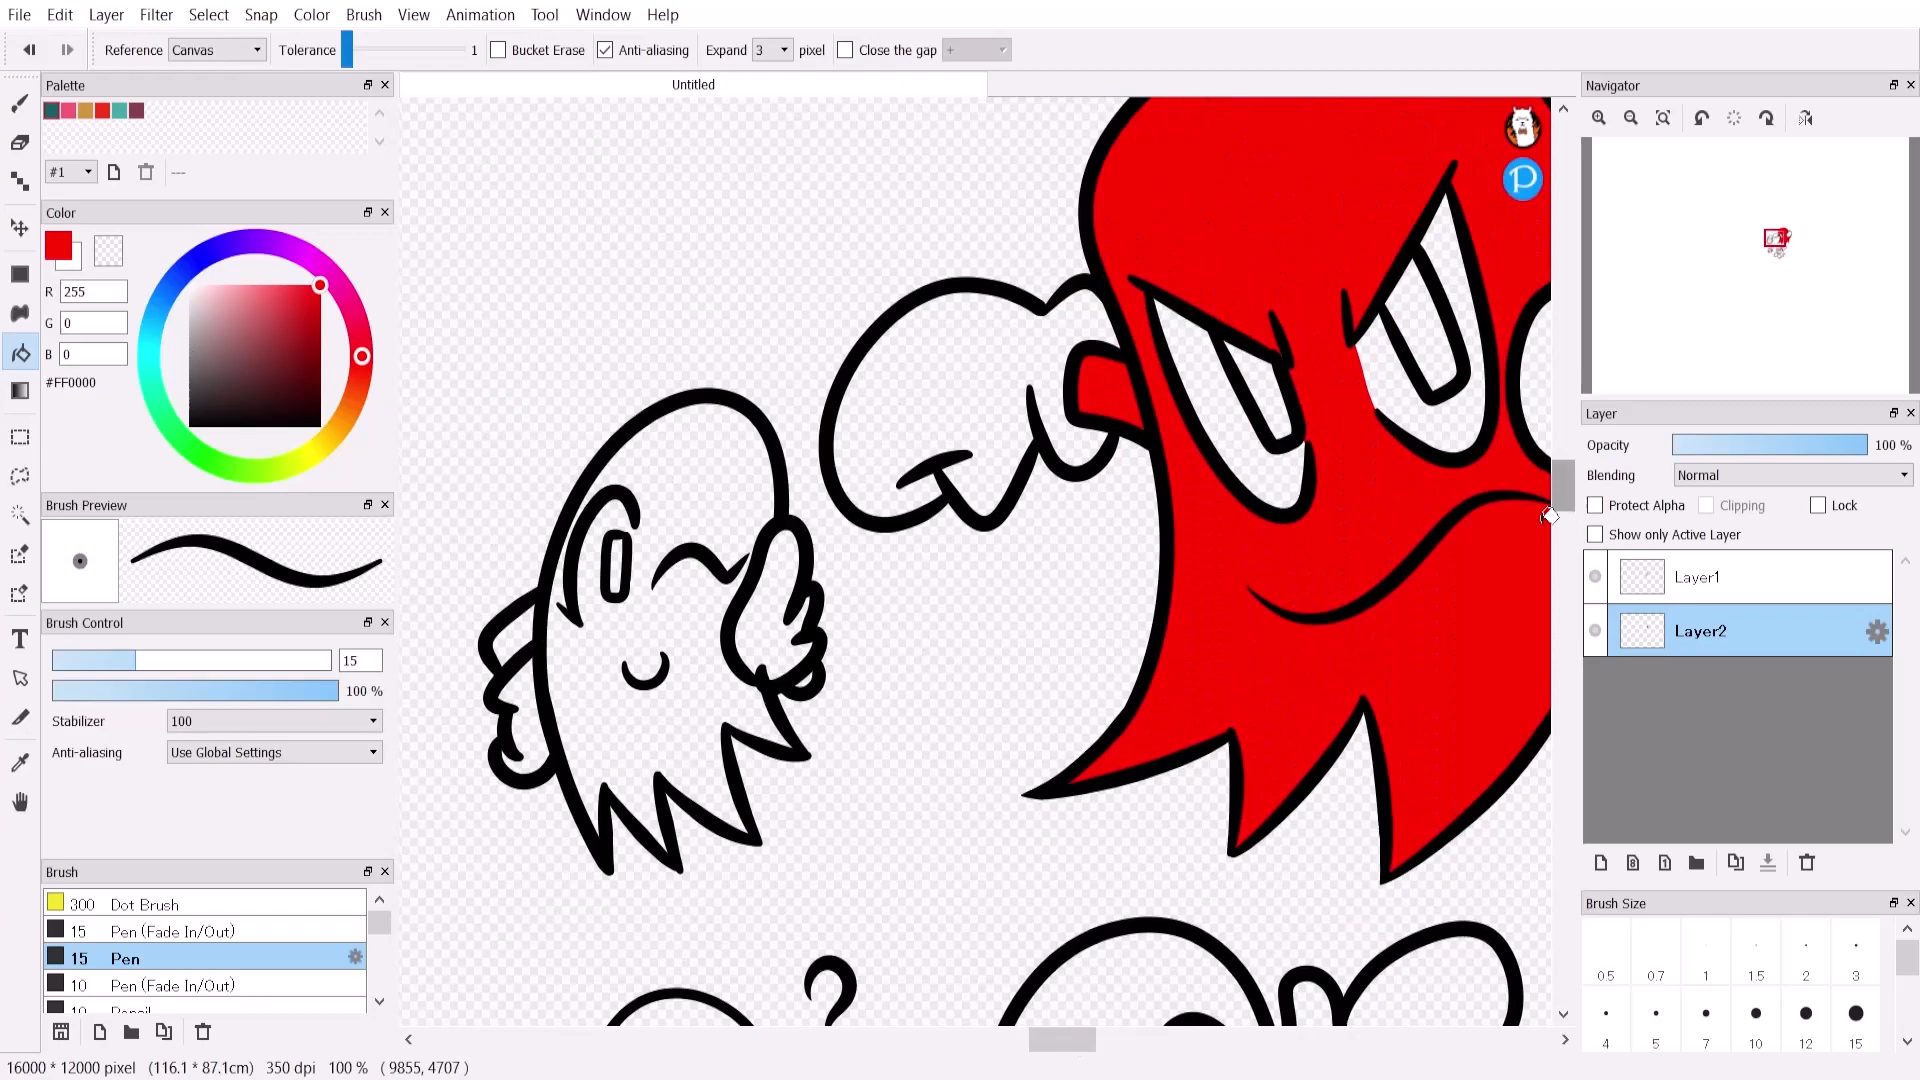 File Edit Layer Filter Select Snap Color Brush View Animation Tool Window Help
Reference Canvas Tolerance 1 Bucket Erase Anti-aliasing Expand 3 pixel Close the gap +
Palette
Untitled
Navigator
#1 ---
Color
R 255
G 0
B 0
#FF0000
Brush Preview
Brush Control
15
100 %
Stabilizer 100
Anti-aliasing Use Global Settings
Brush
300 Dot Brush
15 Pen (Fade In/Out)
15 Pen
10 Pen (Fade In/Out)
10 Pencil
Layer
Opacity 100 %
Blending Normal
Protect Alpha Clipping Lock
Show only Active Layer
Layer1
Layer2
8 1
Brush Size
0.5 0.7 1 1.5 2 3
4 5 7 10 12 15
16000 * 12000 pixel (116.1 * 87.1cm) 350 dpi 100 % ( 9855, 4707 )